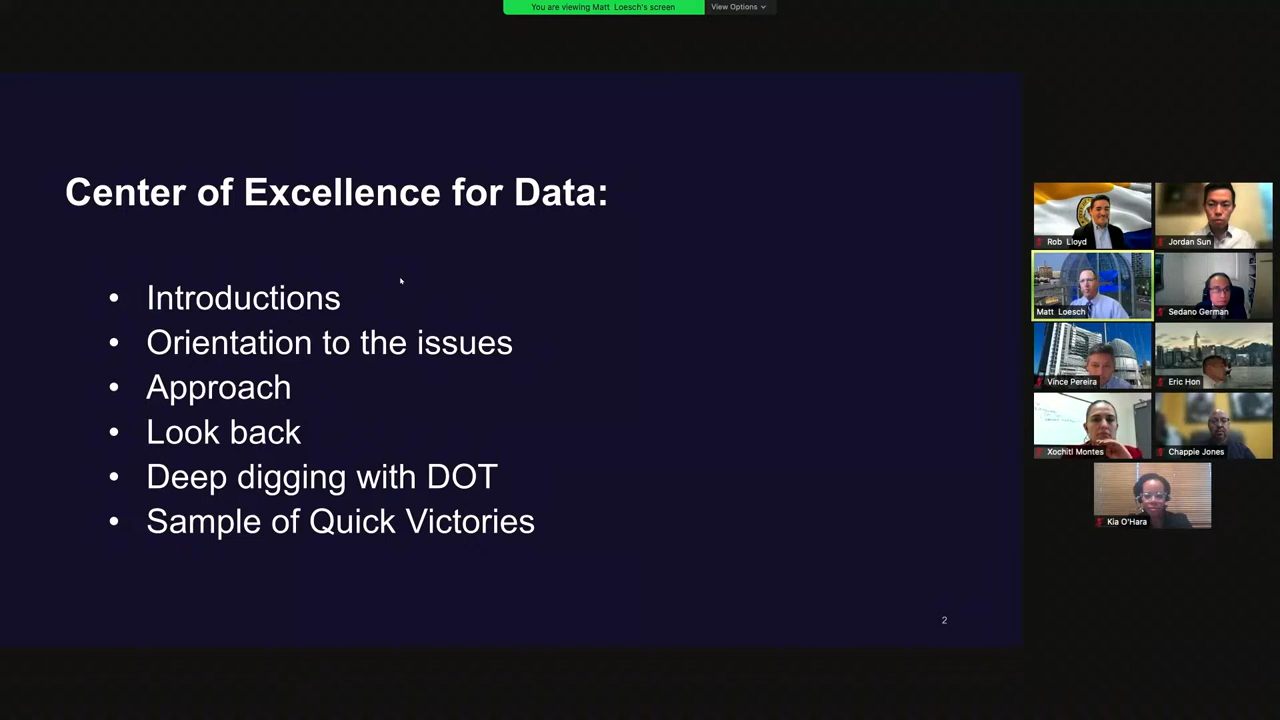 You are viewing Matt Loesch's screen
View Options
Center of Excellence for Data:
• Introductions
• Orientation to the issues
• Approach
• Look back
• Deep digging with DOT
• Sample of Quick Victories
2
Rob Lloyd
Jordan Sun
Matt Loesch
Sedano German
Vince Pereira
Eric Hon
Xochitl Montes
Chappie Jones
Kia O'Hara